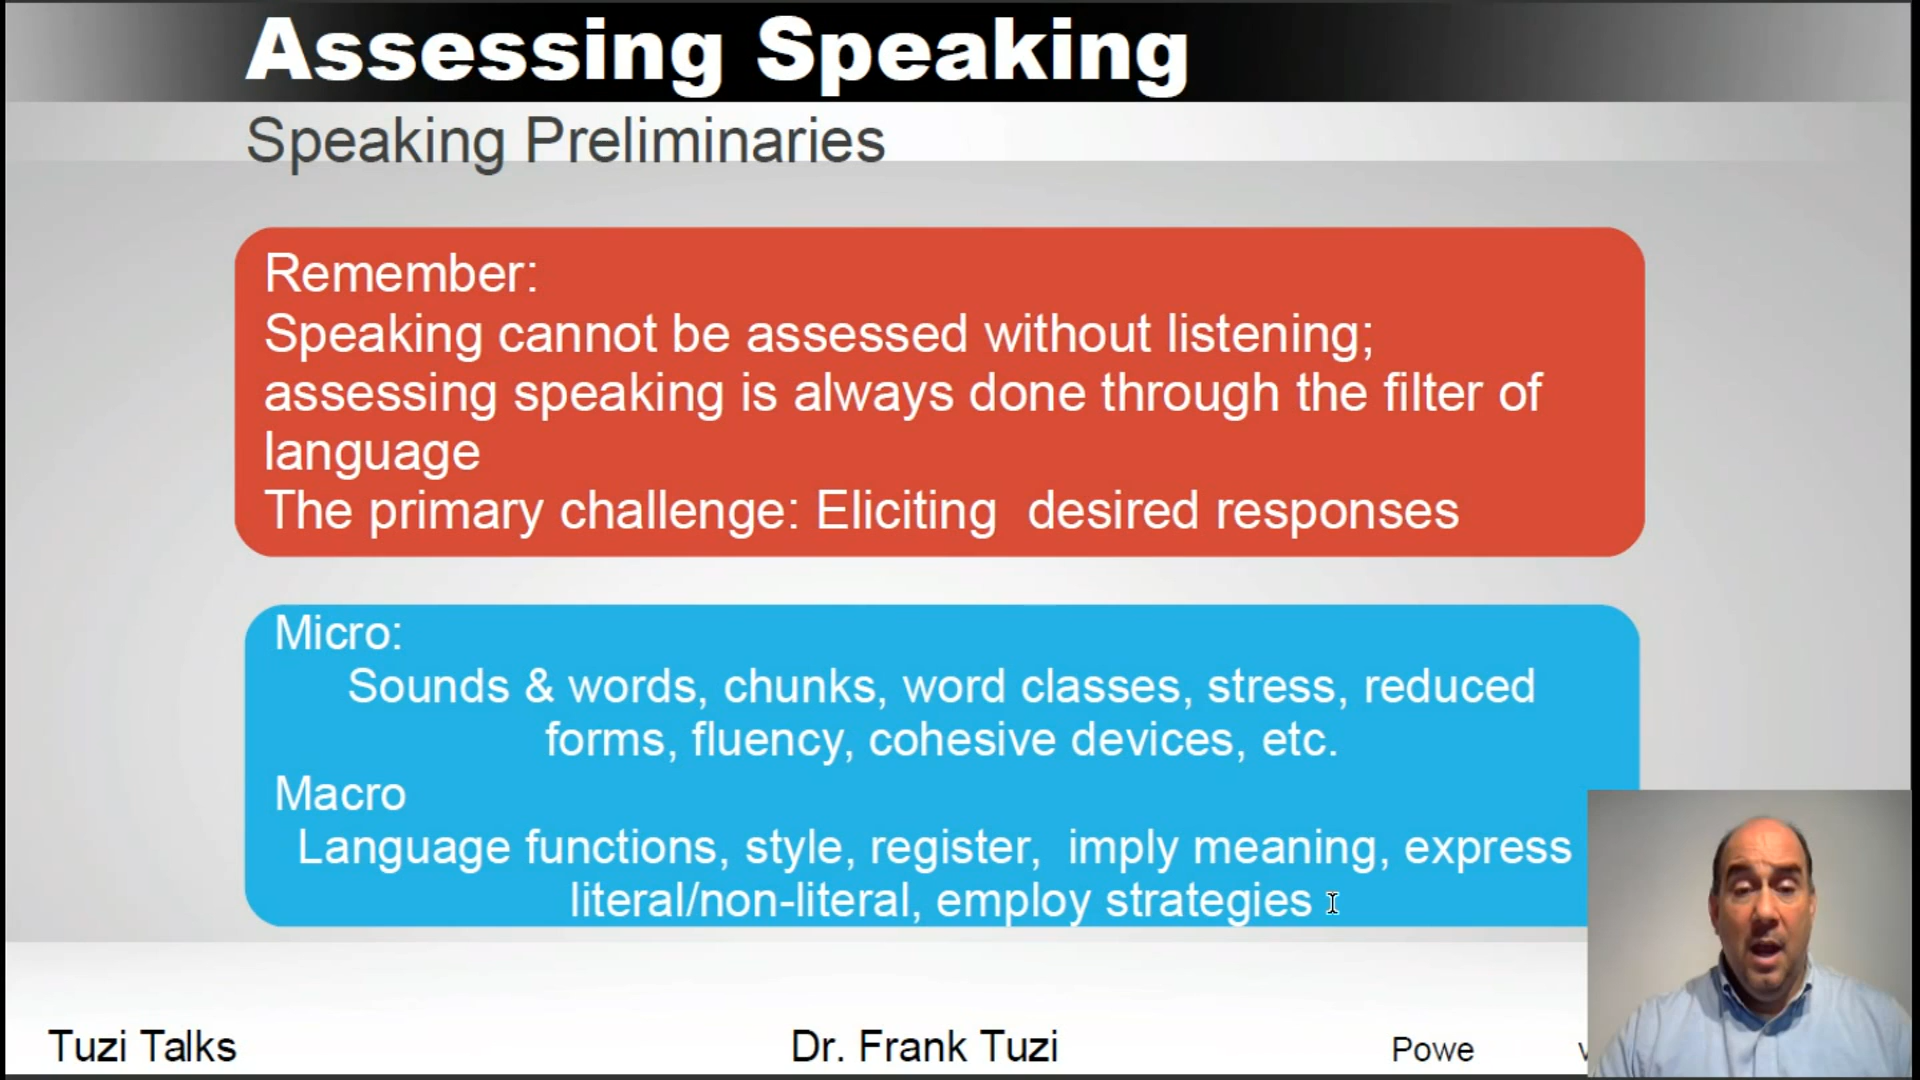 Assessing Speaking
Speaking Preliminaries
Remember:
Speaking cannot be assessed without listening;
assessing speaking is always done through the filter of
language
The primary challenge: Eliciting  desired responses
Micro:
Sounds & words, chunks, word classes, stress, reduced
forms, fluency, cohesive devices, etc.
Macro
Language functions, style, register,  imply meaning, express
literal/non-literal, employ strategies
Tuzi Talks
Dr. Frank Tuzi
Powe